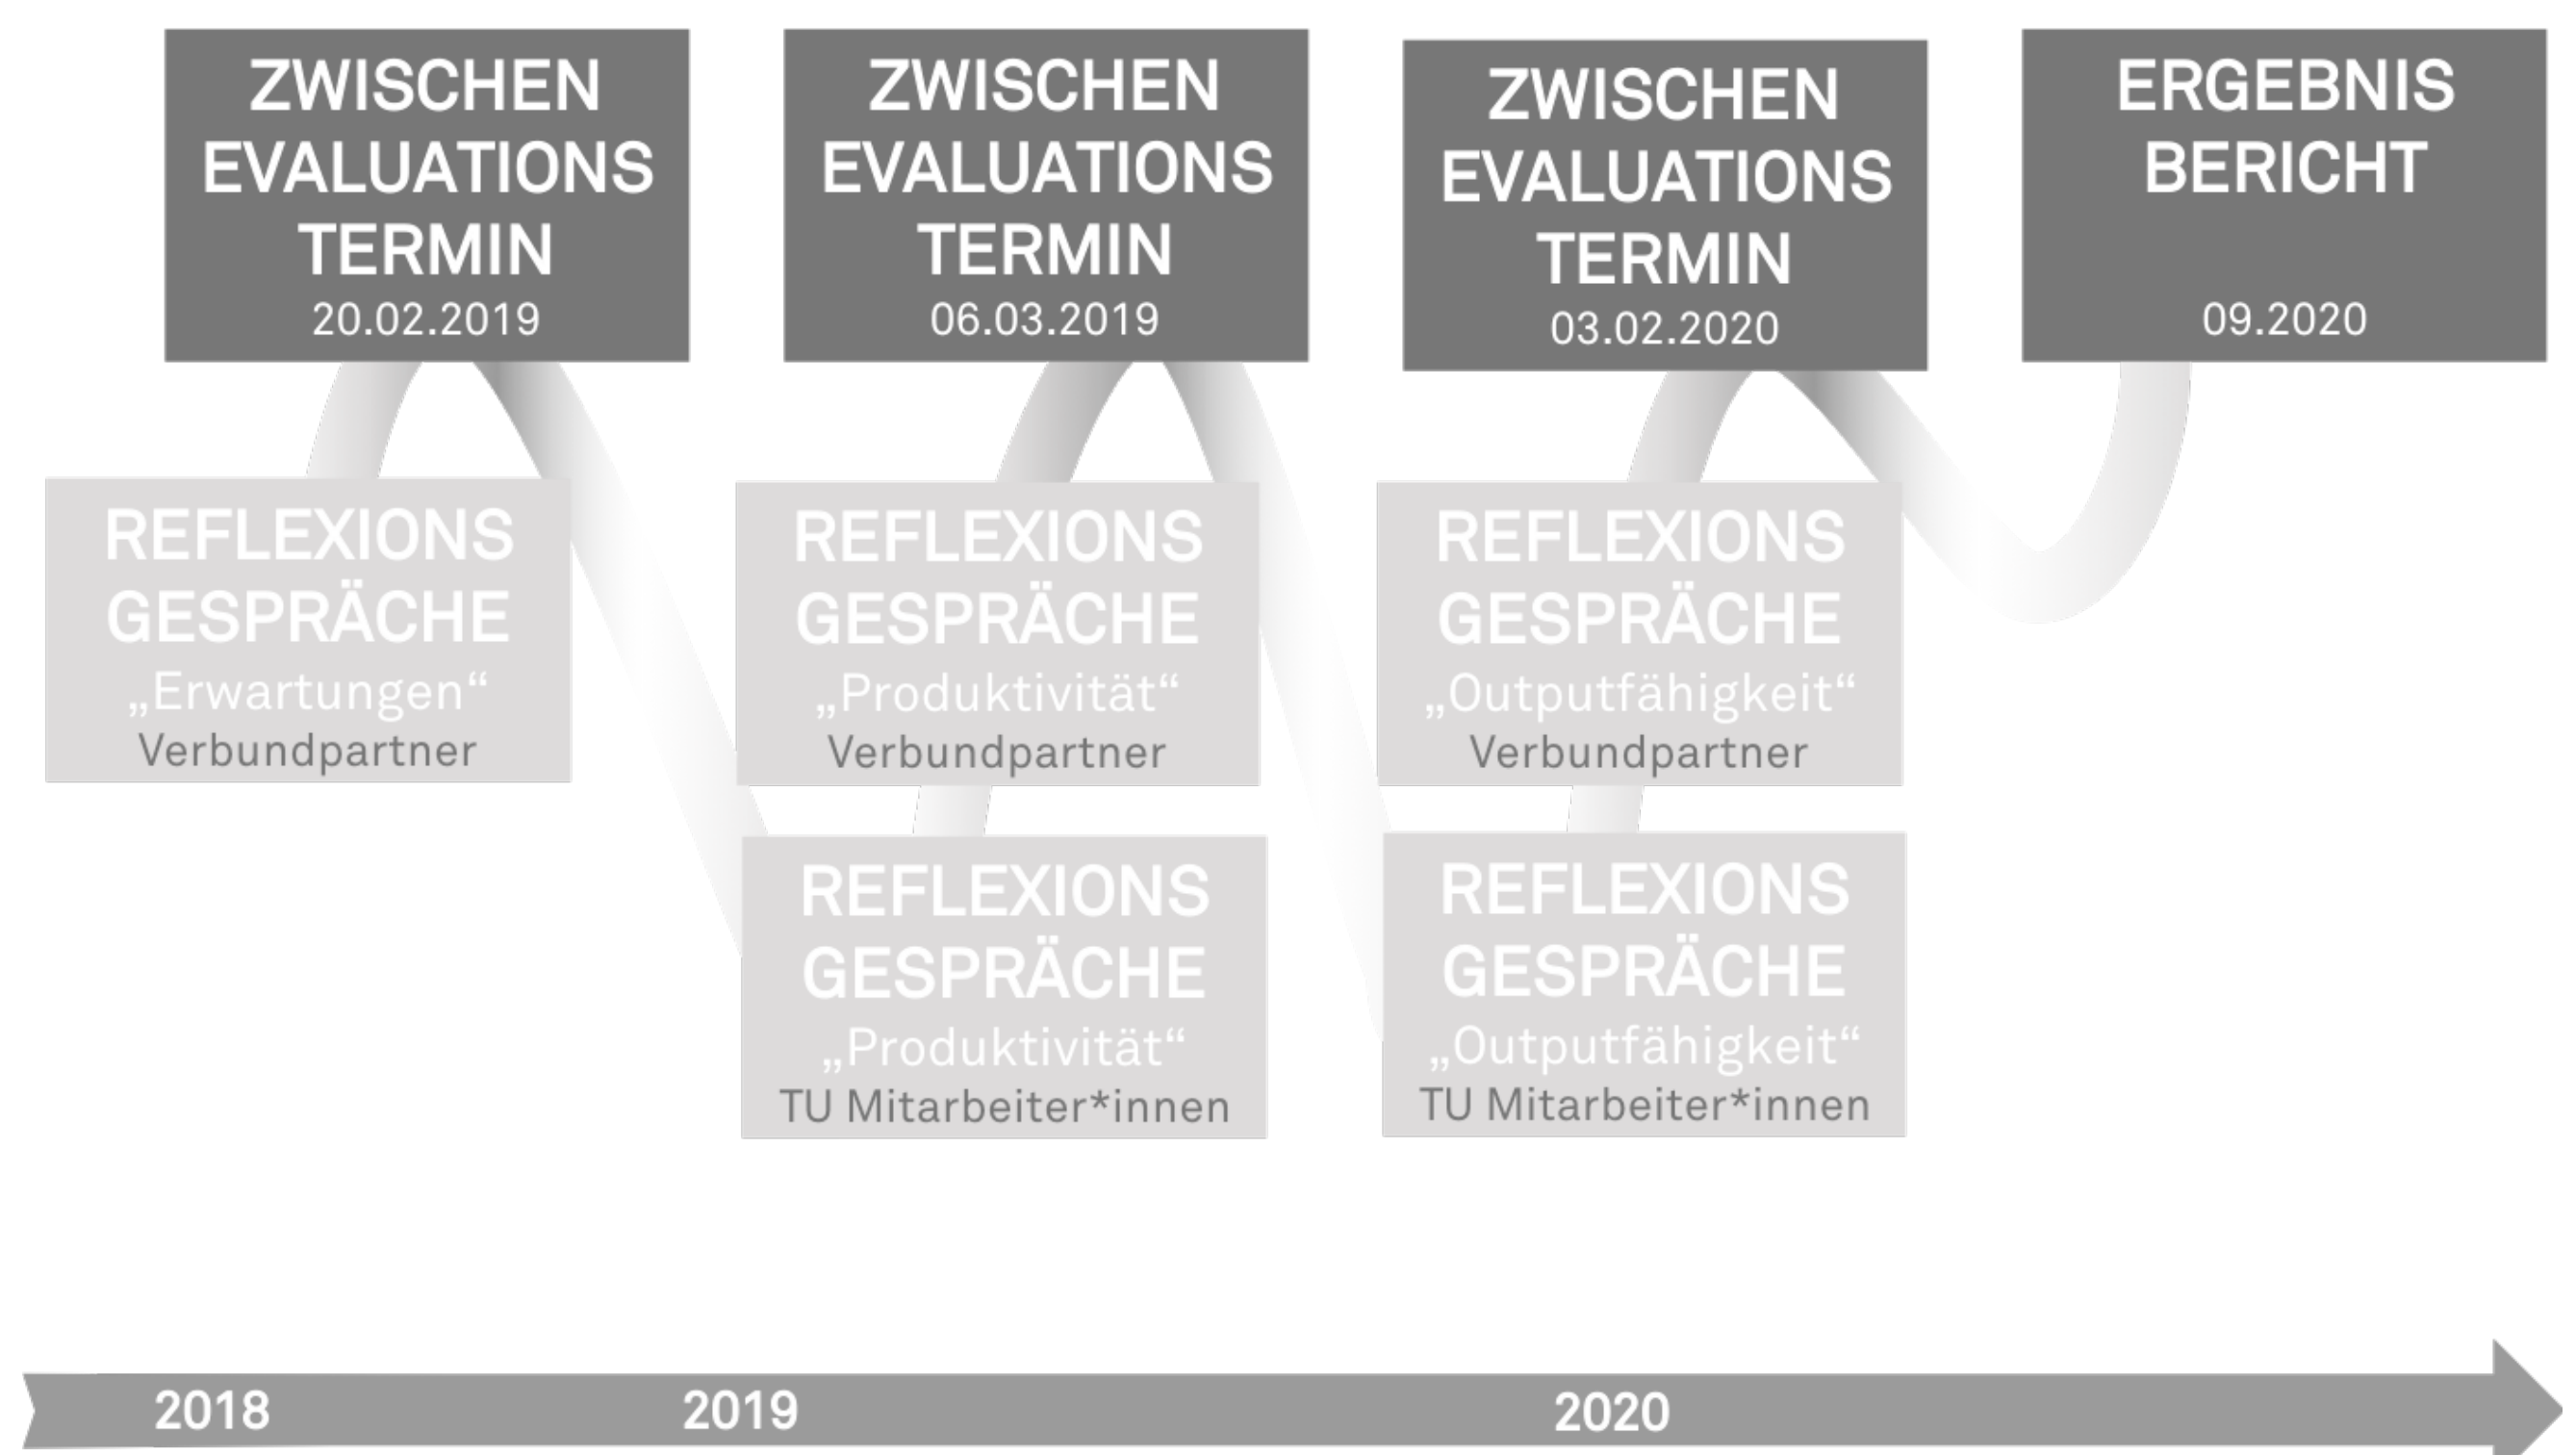 ZWISCHEN
EVALUATIONS
TERMIN
20.02.2019
ZWISCHEN
EVALUATIONS
TERMIN
06.03.2019
ZWISCHEN
EVALUATIONS
TERMIN
03.02.2020
ERGEBNIS
BERICHT
09.2020
REFLEXIONS
GESPRÄCHE
„Erwartungen“
Verbundpartner
REFLEXIONS
GESPRÄCHE
„Produktivität“
Verbundpartner
REFLEXIONS
GESPRÄCHE
„Outputfähigkeit“
Verbundpartner
REFLEXIONS
GESPRÄCHE
„Produktivität“
TU Mitarbeiter*innen
REFLEXIONS
GESPRÄCHE
„Outputfähigkeit“
TU Mitarbeiter*innen
2018
2019
2020